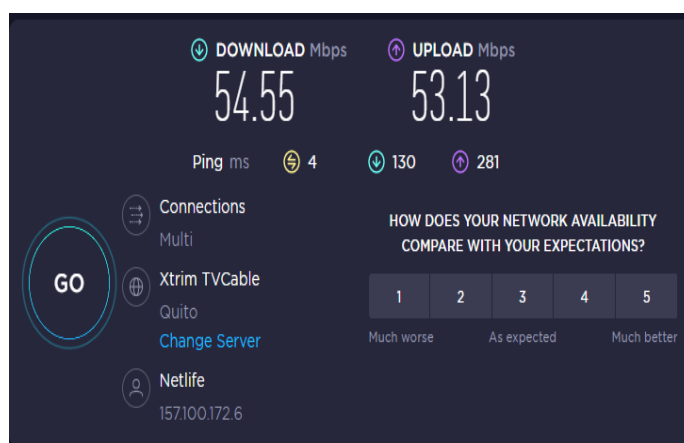 DOWNLOAD Mbps
54.55
UPLOAD Mbps
53.13
Ping ms 4 130 281
Connections
Multi
Xtrim TVCable
Quito
Change Server
Netlife
157.100.172.6
GO
HOW DOES YOUR NETWORK AVAILABILITY
COMPARE WITH YOUR EXPECTATIONS?
1 2 3 4 5
Much worse As expected Much better